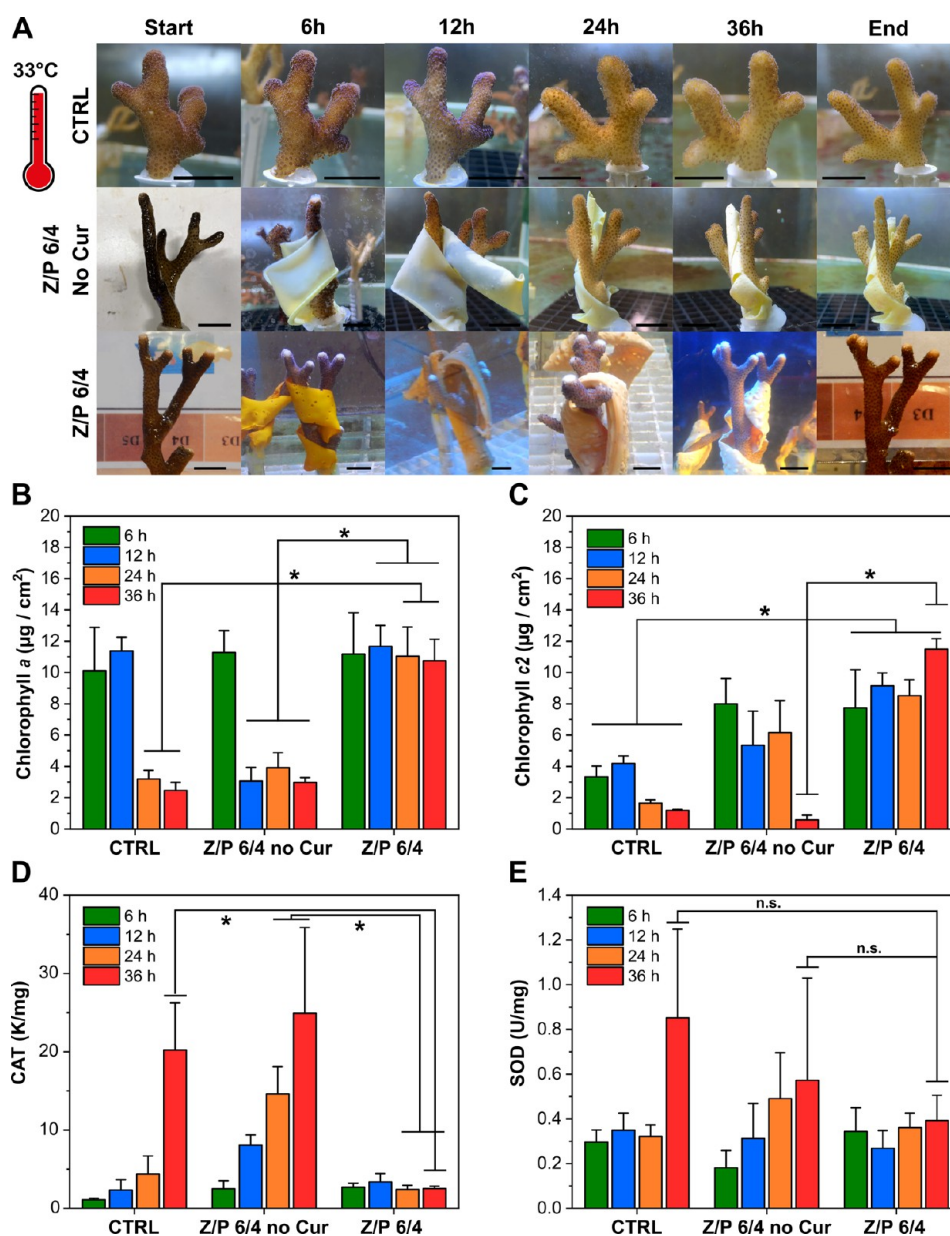 A
Start 6h 12h 24h 36h End
33°C
CTRL
Z/P 6/4
No Cur
Z/P 6/4
D5 D4 D3
D4 D3
B
Chlorophyll a (µg / cm²)
20
18
16
14
12
10
8
6
4
2
0
6 h
12 h
24 h
36 h
*
*
CTRL Z/P 6/4 no Cur Z/P 6/4
C
Chlorophyll c2 (µg / cm²)
20
18
16
14
12
10
8
6
4
2
0
6 h
12 h
24 h
36 h
*
*
CTRL Z/P 6/4 no Cur Z/P 6/4
D
CAT (K/mg)
40
30
20
10
0
6 h
12 h
24 h
36 h
* *
CTRL Z/P 6/4 no Cur Z/P 6/4
E
SOD (U/mg)
1.4
1.2
1.0
0.8
0.6
0.4
0.2
0.0
6 h
12 h
24 h
36 h
n.s.
n.s.
CTRL Z/P 6/4 no Cur Z/P 6/4